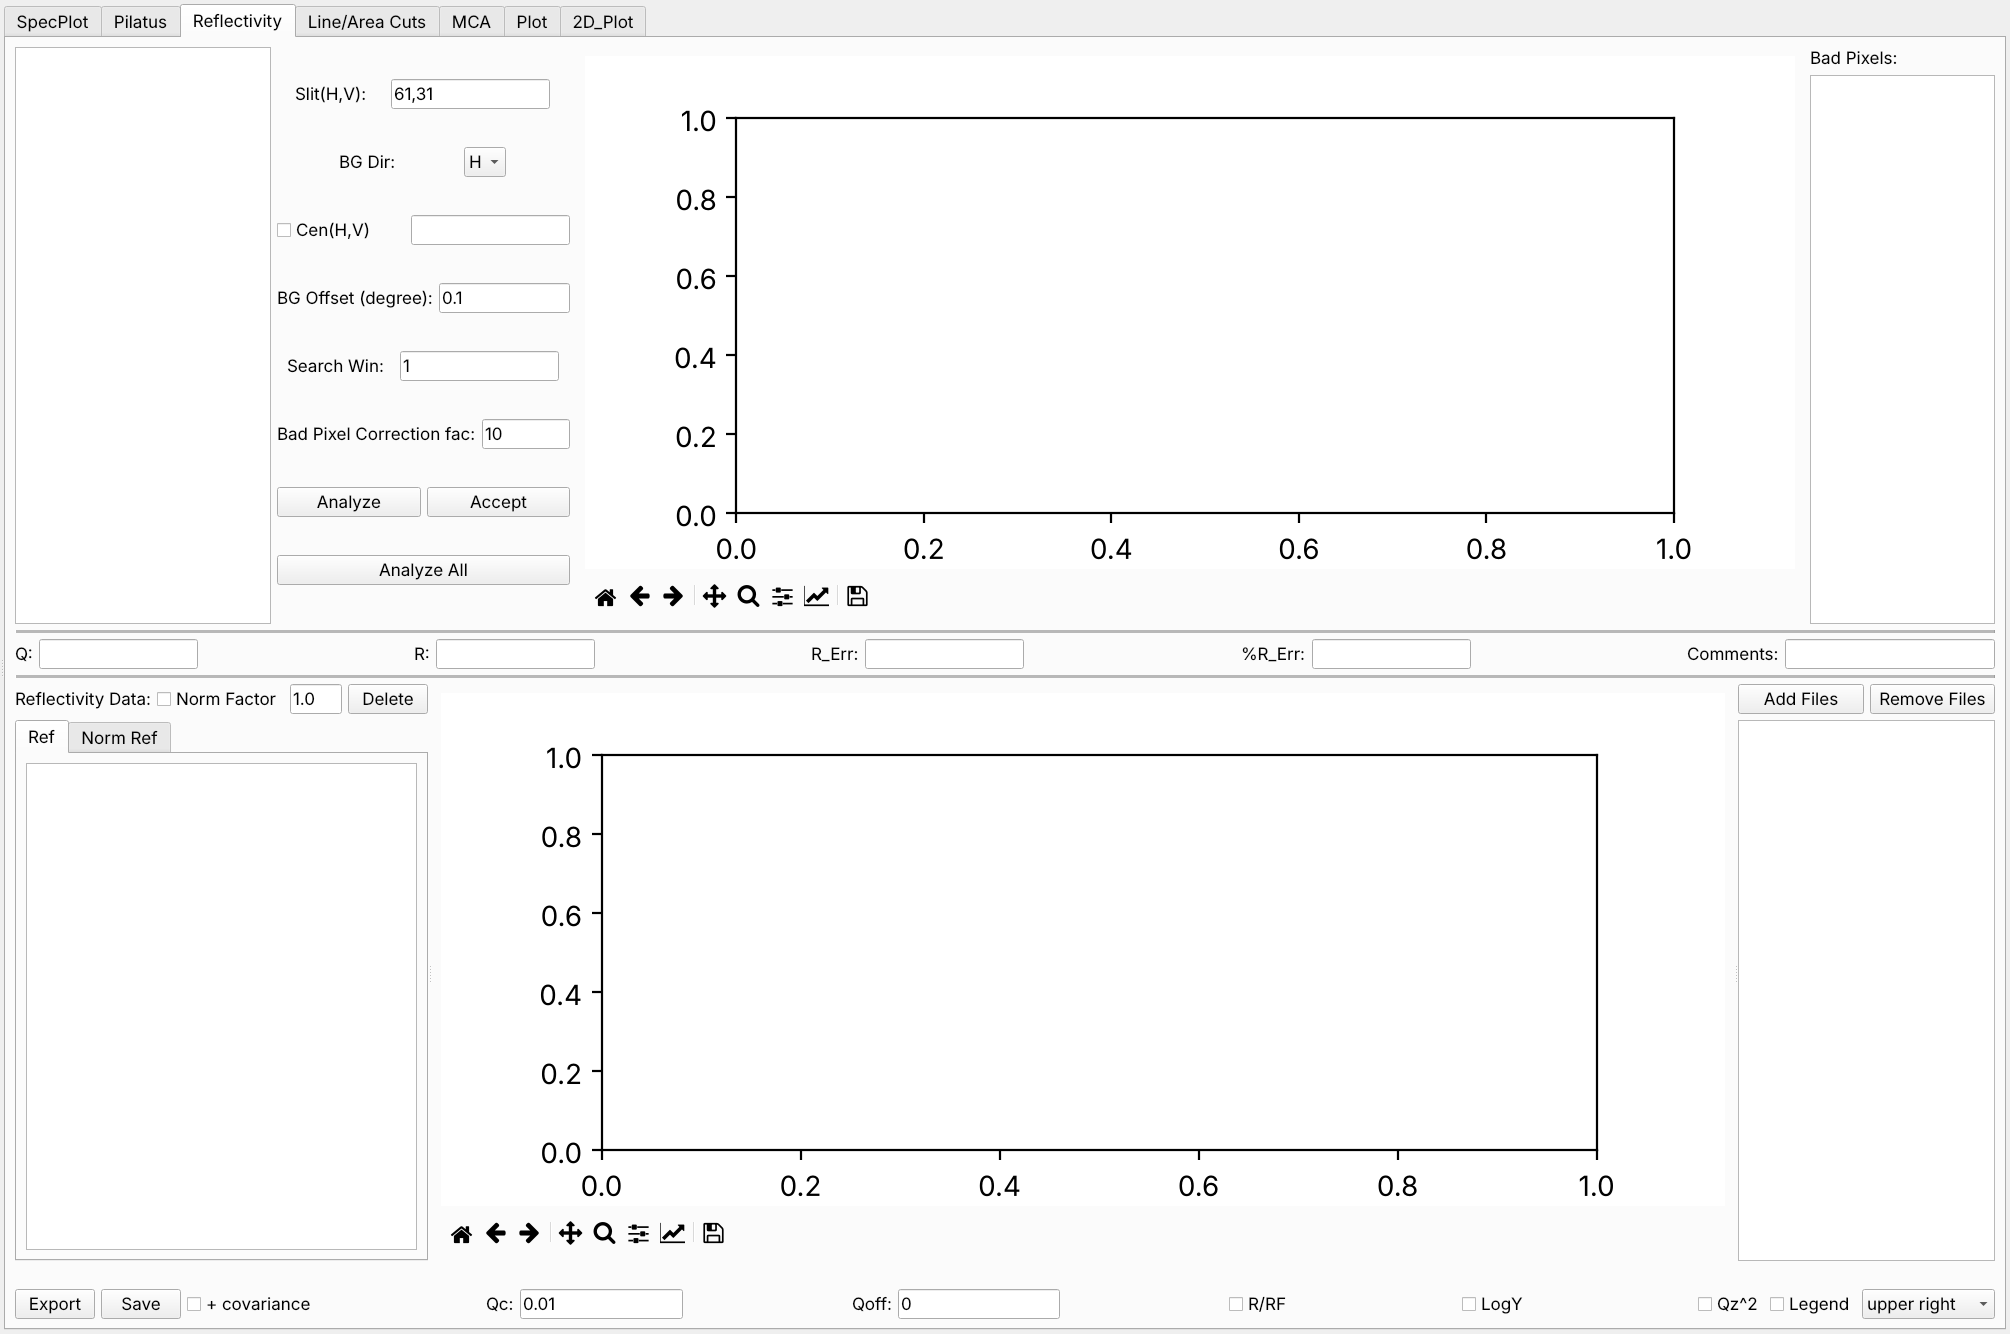 SpecPlot Pilatus Reflectivity Line/Area Cuts MCA Plot 2D_Plot
Bad Pixels:
Slit(H,V): 61,31
BG Dir: H
Cen(H,V)
BG Offset (degree): 0.1
Search Win: 1
Bad Pixel Correction fac: 10
Analyze Accept
Analyze All
1.0
0.8
0.6
0.4
0.2
0.0
0.0 0.2 0.4 0.6 0.8 1.0
Q: R: R_Err: %R_Err: Comments:
Reflectivity Data: Norm Factor 1.0 Delete
Add Files Remove Files
Ref Norm Ref
1.0
0.8
0.6
0.4
0.2
0.0
0.0 0.2 0.4 0.6 0.8 1.0
Export Save + covariance Qc: 0.01 Qoff: 0 R/RF LogY Qz^2 Legend upper right